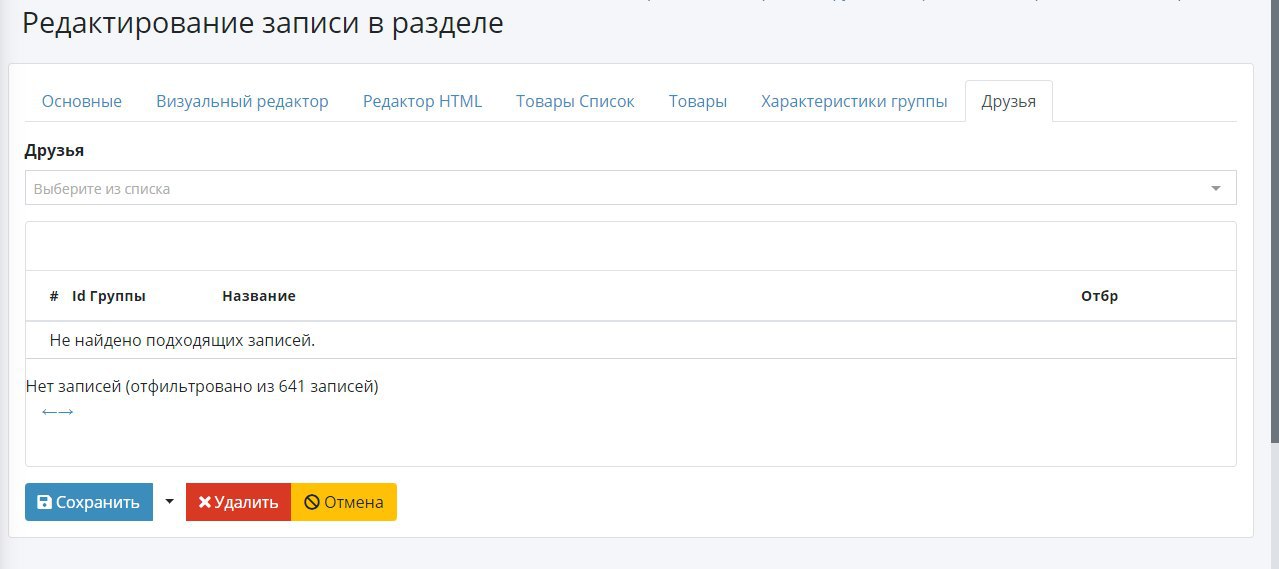 Редактирование записи в разделе
Основные Визуальный редактор Редактор HTML Товары Список Товары Характеристики группы Друзья
Друзья
Выберите из списка
# Id Группы Название Отбр
Не найдено подходящих записей.
Нет записей (отфильтровано из 641 записей)
←→
Сохранить Удалить Отмена